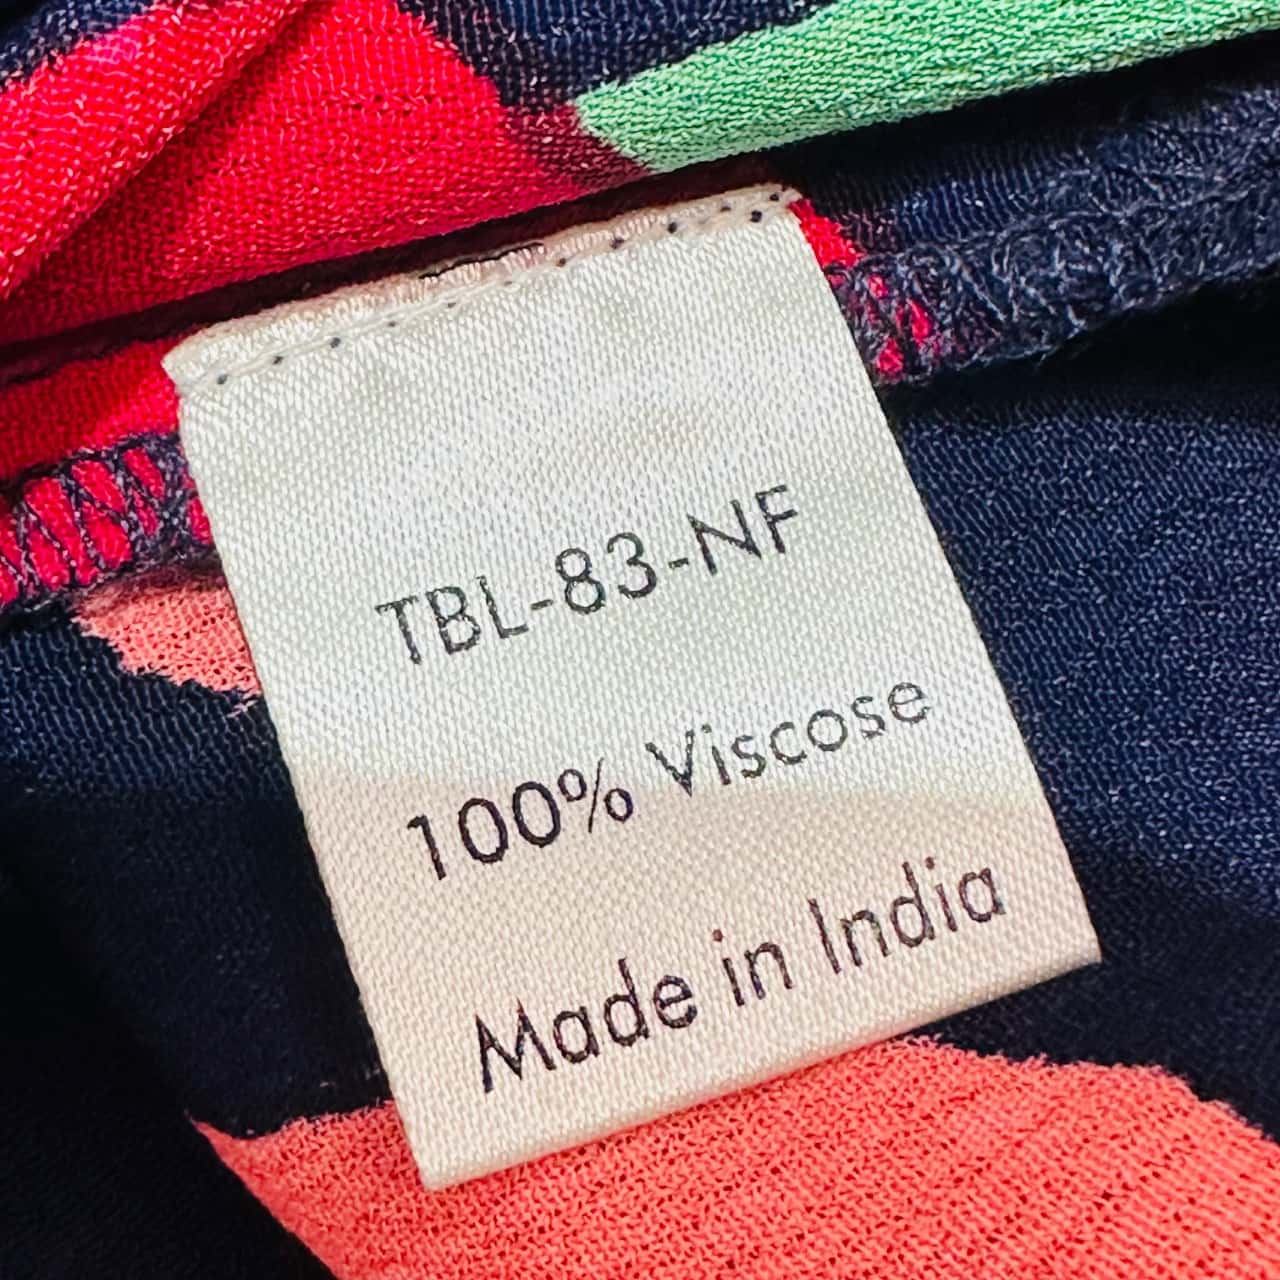 TBL-83-NF
100% Viscose
Made in India